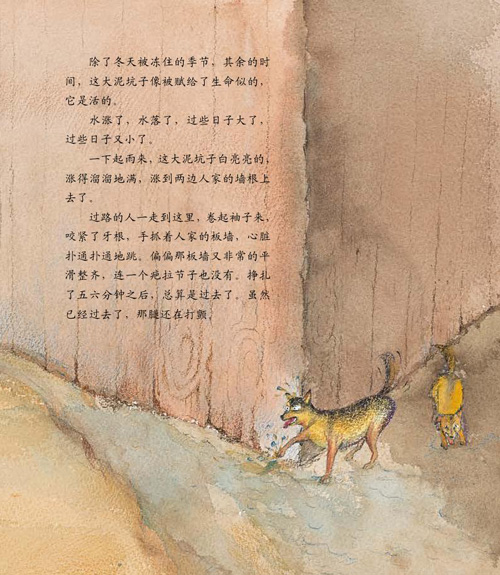 除了冬天被冻住的季节，其余的时
间，这大泥坑子像被赋给了生命似的，
它是活的。
水涨了，水落了，过些日子大了，
过些日子又小了。
一下起雨来，这大泥坑子白亮亮的，
涨得溜溜地满，涨到两边人家的墙根上
去了。
过路的人一走到这里，卷起袖子来，
咬紧了牙根，手抓着人家的板墙，心脏
扑通扑通地跳。偏偏那板墙又非常的平
滑整齐，连一个疤拉节子也没有。挣扎
了五六分钟之后，总算是过去了。虽然
已经过去了，那腿还在打颤。